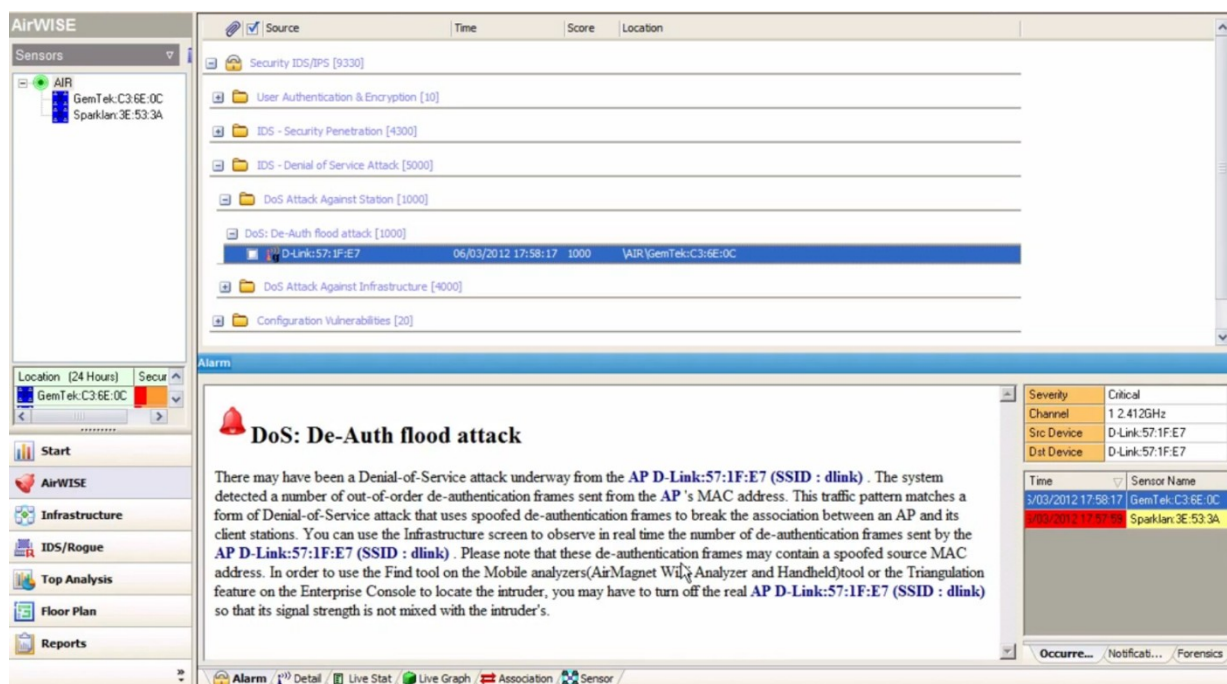 AirWISE
Sensors
AIR
GemTek:C3:6E:0C
Sparklan:3E:53:3A
Location (24 Hours) Secur
GemTek:C3:6E:0C
Start
AirWISE
Infrastructure
IDS/Rogue
Top Analysis
Floor Plan
Reports
Source Time Score Location
Security IDS/IPS [9330]
User Authentication & Encryption [10]
IDS - Security Penetration [4300]
IDS - Denial of Service Attack [5000]
DoS Attack Against Station [1000]
DoS: De-Auth flood attack [1000]
D-Link:57:1F:E7 06/03/2012 17:58:17 1000 \AIR\GemTek:C3:6E:0C
DoS Attack Against Infrastructure [4000]
Configuration Vulnerabilities [20]
Alarm
DoS: De-Auth flood attack
There may have been a Denial-of-Service attack underway from the AP D-Link:57:1F:E7 (SSID : dlink) . The system
detected a number of out-of-order de-authentication frames sent from the AP 's MAC address. This traffic pattern matches a
form of Denial-of-Service attack that uses spoofed de-authentication frames to break the association between an AP and its
client stations. You can use the Infrastructure screen to observe in real time the number of de-authentication frames sent by the
AP D-Link:57:1F:E7 (SSID : dlink) . Please note that these de-authentication frames may contain a spoofed source MAC
address. In order to use the Find tool on the Mobile analyzers(AirMagnet Analyzer and Handheld)tool or the Triangulation
feature on the Enterprise Console to locate the intruder, you may have to turn off the real AP D-Link:57:1F:E7 (SSID : dlink)
so that its signal strength is not mixed with the intruder's.
Severity Critical
Channel 1 2.412GHz
Src Device D-Link:57:1F:E7
Dst Device D-Link:57:1F:E7
Time Sensor Name
5/03/2012 17:58:17 GemTek:C3:6E:0C
5/03/2012 17:57:59 Sparklan:3E:53:3A
Occurre... Notificati... Forensics
Alarm Detail Live Stat Live Graph Association Sensor